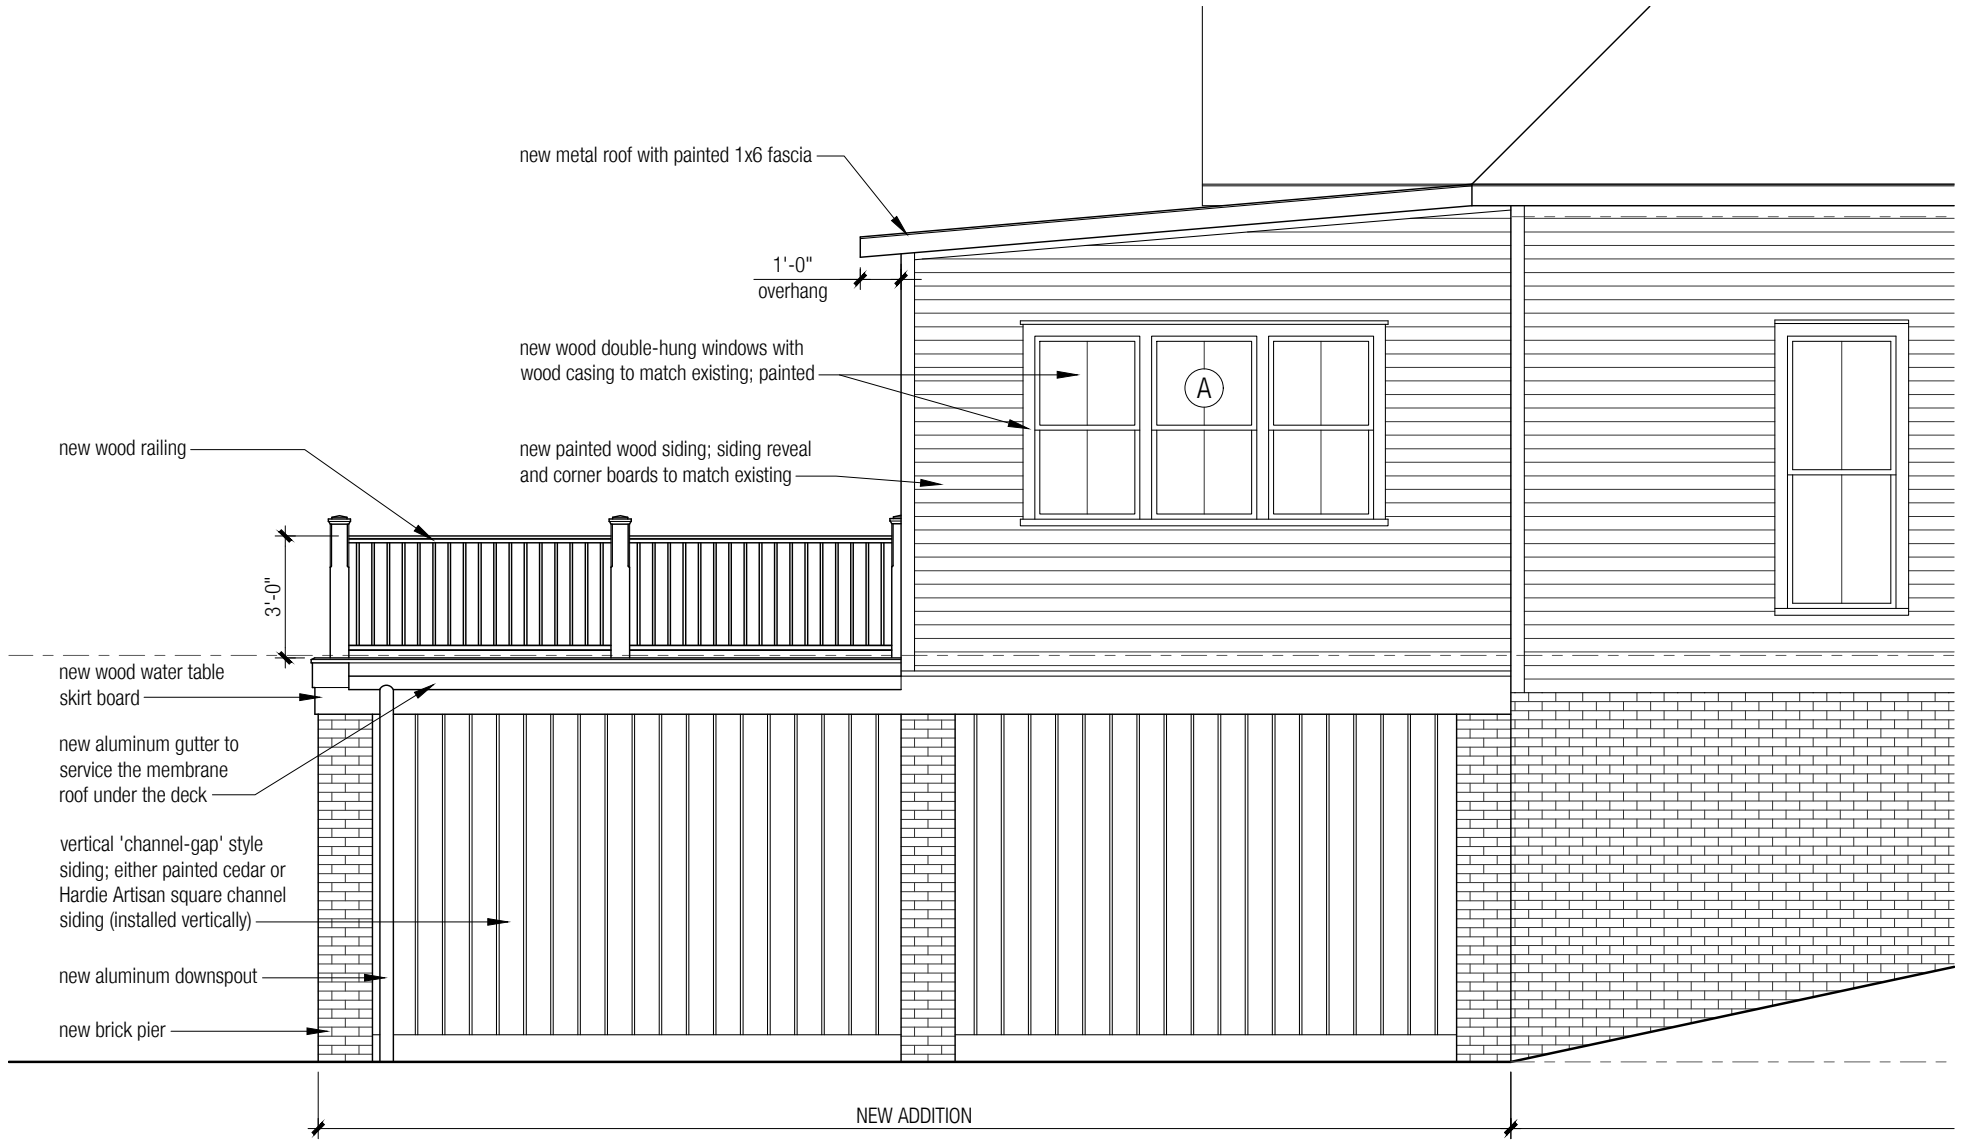 new metal roof with painted 1x6 fascia
1'-0"
overhang
new wood double-hung windows with
wood casing to match existing; painted
A
new wood railing
new painted wood siding; siding reveal
and corner boards to match existing
3'-0"
new wood water table
skirt board
new aluminum gutter to
service the membrane
roof under the deck
vertical 'channel-gap' style
siding; either painted cedar or
Hardie Artisan square channel
siding (installed vertically)
new aluminum downspout
new brick pier
NEW ADDITION